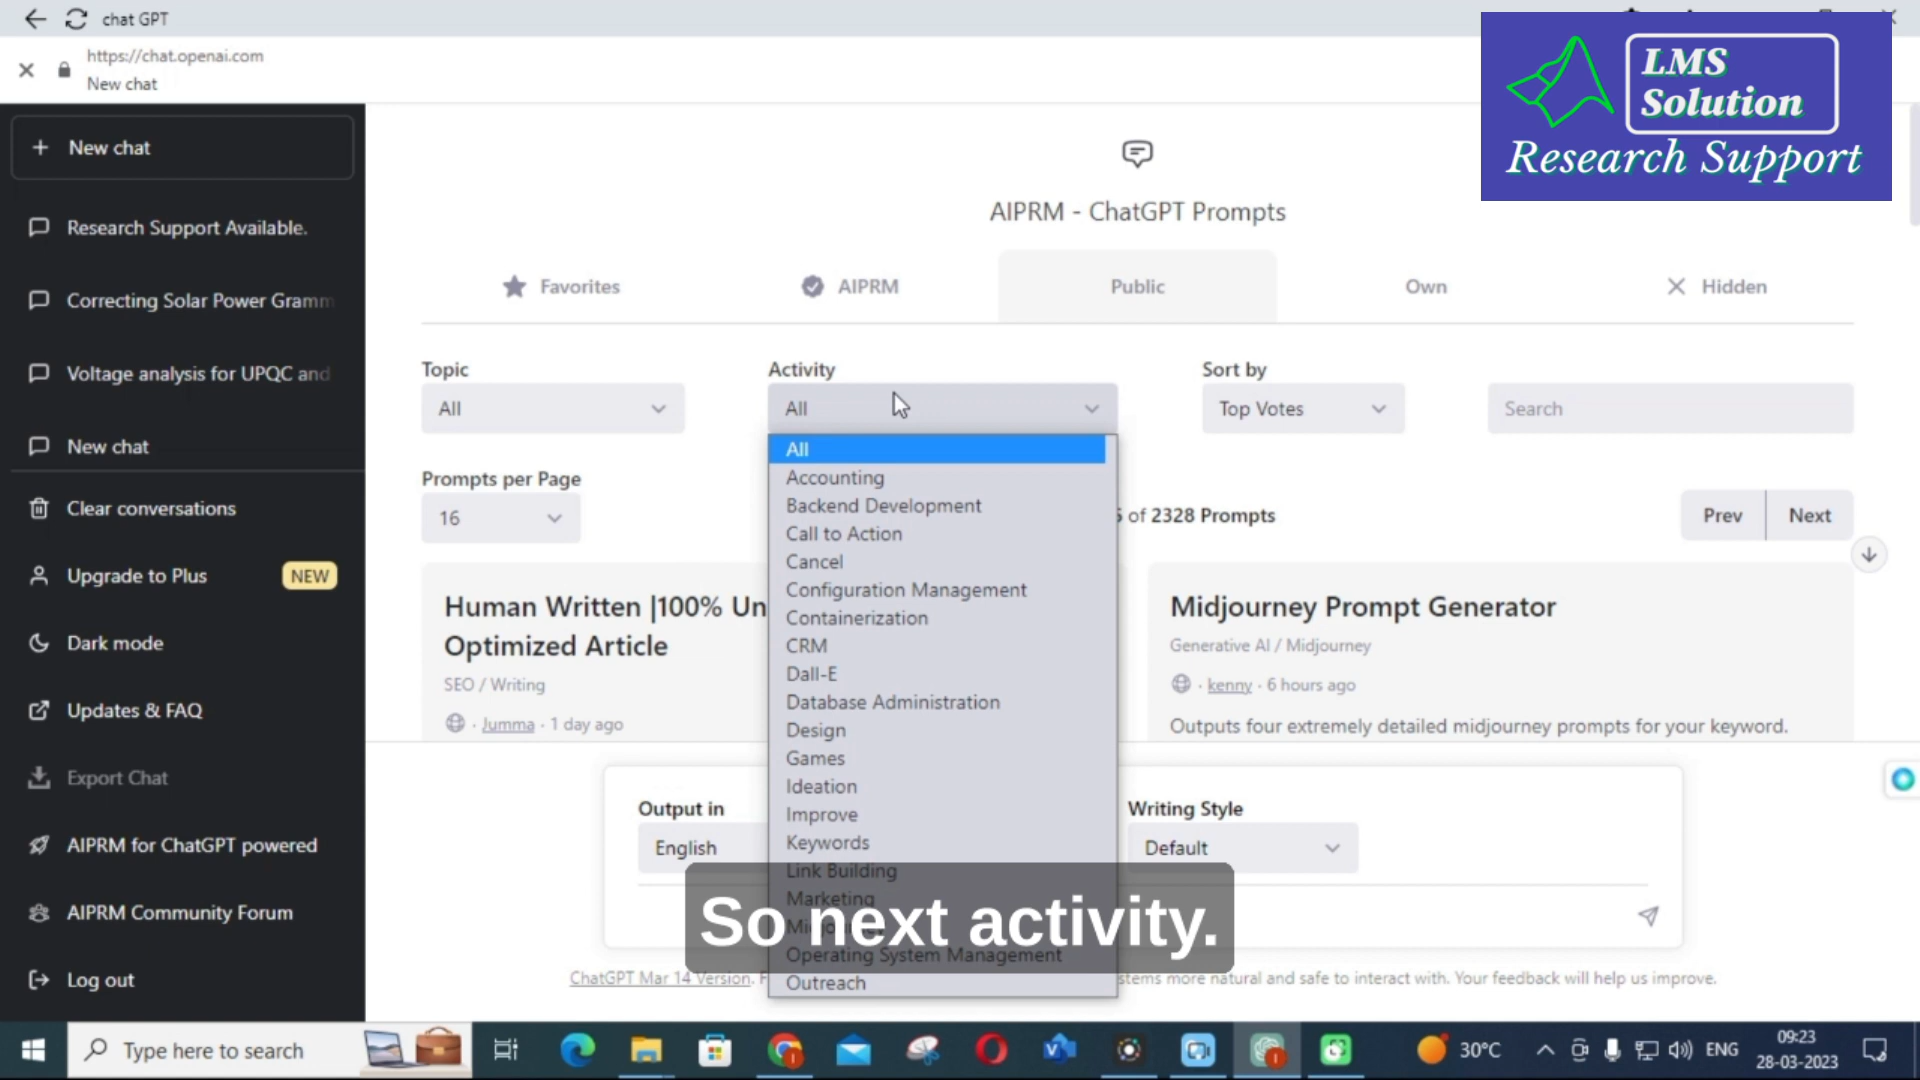 chat GPT
https://chat.openai.com
New chat
LMS
Solution
Research Support
New chat
Research Support Available.
Correcting Solar Power Gramm
Voltage analysis for UPQC and
New chat
Clear conversations
Upgrade to Plus
NEW
Dark mode
Updates & FAQ
Export Chat
AIPRM for ChatGPT powered
AIPRM Community Forum
Log out
AIPRM - ChatGPT Prompts
Favorites
AIPRM
Public
Own
Hidden
Topic
All
Activity
All
Sort by
Top Votes
Search
Prompts per Page
16
of 2328 Prompts
Prev
Next
All
Accounting
Backend Development
Call to Action
Cancel
Configuration Management
Containerization
CRM
Dall-E
Database Administration
Design
Games
Ideation
Improve
Keywords
Link Building
Marketing
Operating System Management
Outreach
Human Written |100% Un
Optimized Article
SEO / Writing
· Jumma · 1 day ago
Midjourney Prompt Generator
Generative AI / Midjourney
· kenny · 6 hours ago
Outputs four extremely detailed midjourney prompts for your keyword.
Output in
English
Writing Style
Default
So next activity.
ChatGPT Mar 14 Version. F
stems more natural and safe to interact with. Your feedback will help us improve.
Type here to search
30°C
ENG
09:23
28-03-2023